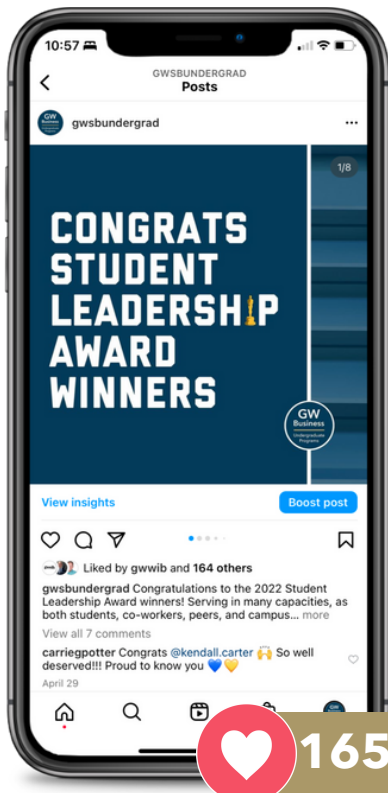 10:57
GWSBUNDERGRAD
Posts
GW
Business
gwsbundergrad
1/8
CONGRATS
STUDENT
LEADERSHIP
AWARD
WINNERS
GW
Business
Undergraduate
Programs
View insights
Boost post
Liked by gwwib and 164 others
gwsbundergrad Congratulations to the 2022 Student
Leadership Award winners! Serving in many capacities, as
both students, co-workers, peers, and campus... more
View all 7 comments
carriegpotter Congrats @kendall.carter 🙌 So well
deserved!!! Proud to know you 💙💛
April 29
165